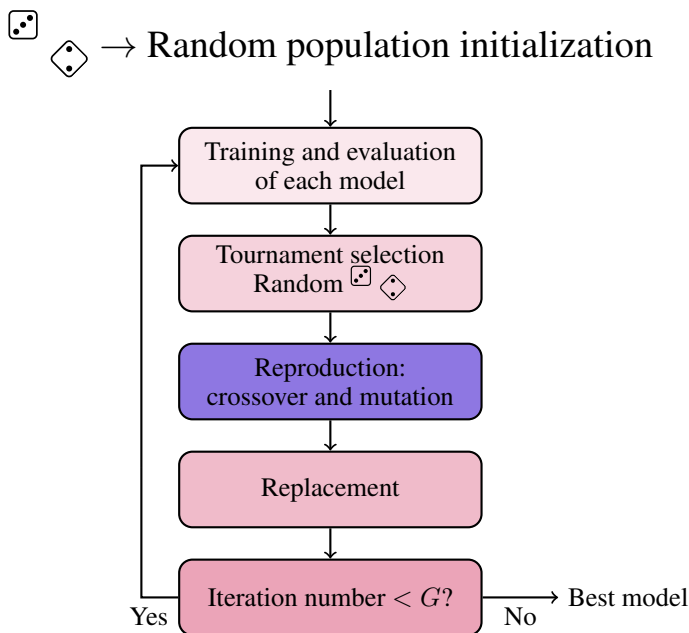 → Random population initialization
Training and evaluation
of each model
Tournament selection
Random
Reproduction:
crossover and mutation
Replacement
Iteration number < G?
Yes
No
Best model